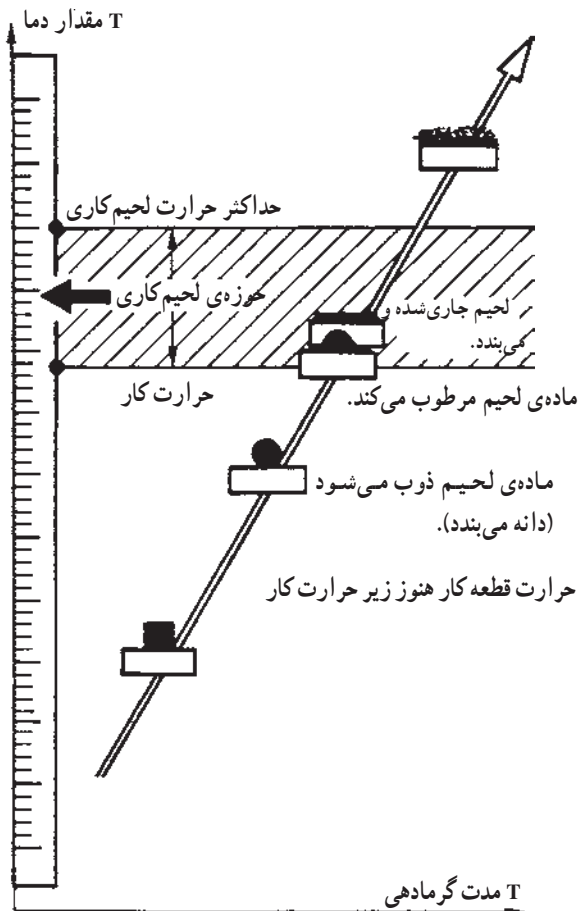 T مقدار دما
حداکثر حرارت لحیم‌کاری
حوزه‌ی لحیم‌کاری
لحیم جاری‌شده و
می‌بندد.
حرارت کار
ماده‌ی لحیم مرطوب می‌کند.
ماده‌ی لحیم ذوب می‌شود
(دانه می‌بندد).
حرارت قطعه کار هنوز زیر حرارت کار
T مدت گرمادهی